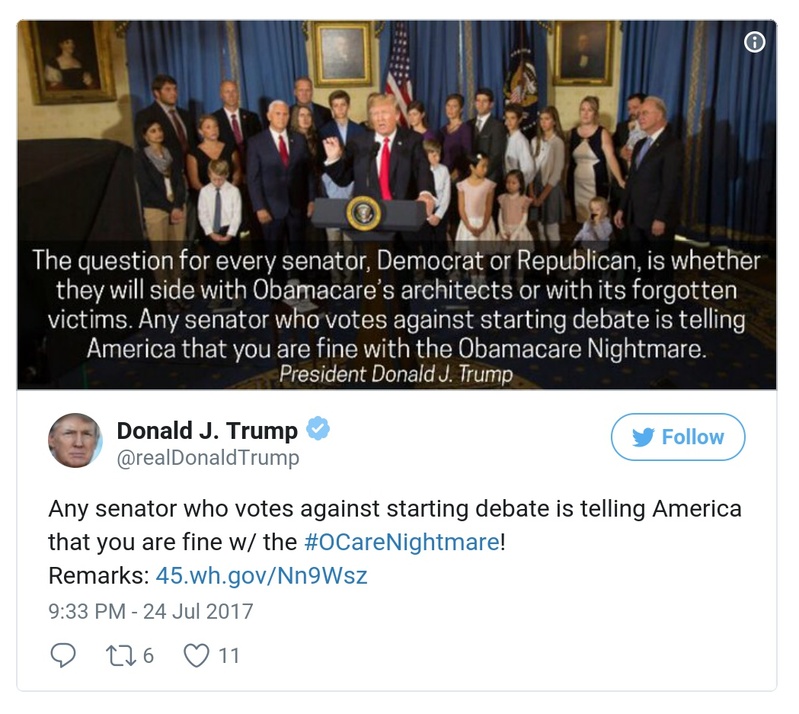 The question for every senator, Democrat or Republican, is whether
they will side with Obamacare's architects or with its forgotten
victims. Any senator who votes against starting debate is telling
America that you are fine with the Obamacare Nightmare.
President Donald J. Trump
Donald J. Trump
@realDonaldTrump
Follow
Any senator who votes against starting debate is telling America
that you are fine w/ the #OCareNightmare!
Remarks: 45.wh.gov/Nn9Wsz
9:33 PM - 24 Jul 2017
6 11